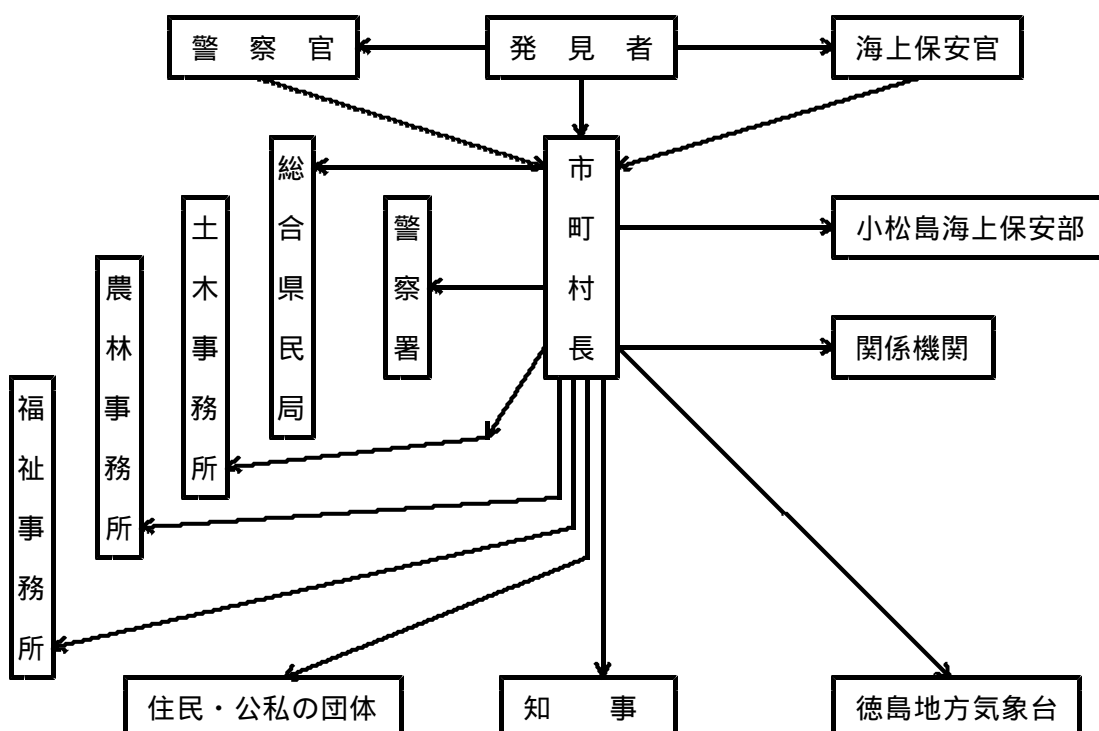 警　察　官
発　見　者
海上保安官
市町村長
総合県民局
土木事務所
警察署
小松島海上保安部
農林事務所
関係機関
福祉事務所
住民・公私の団体
知　　事
徳島地方気象台